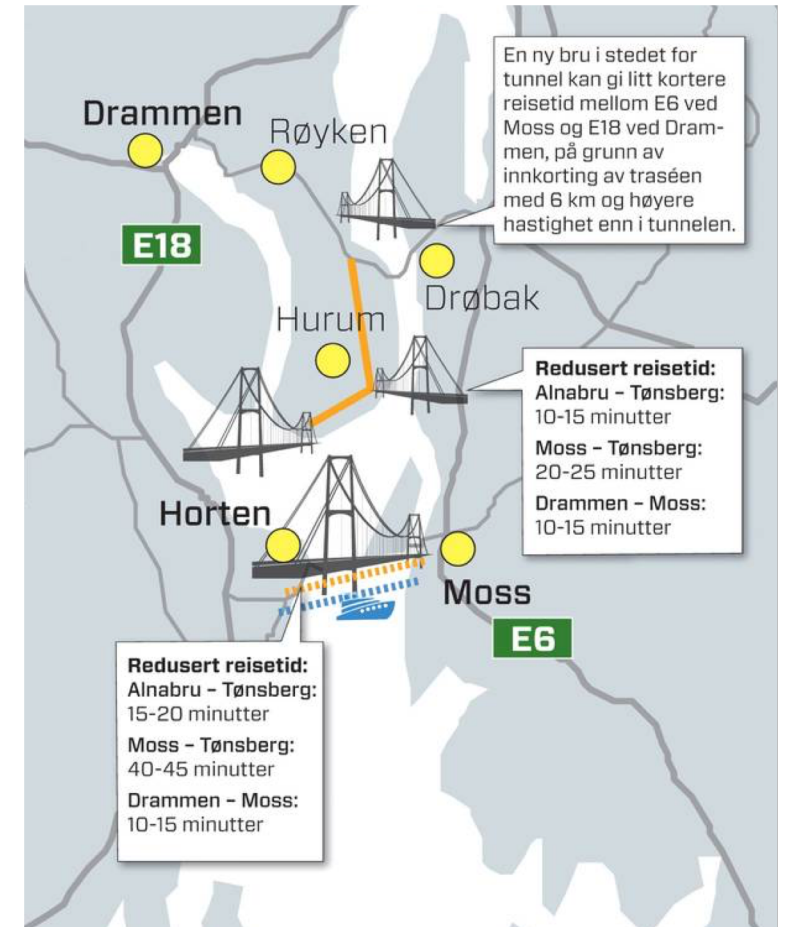 En ny bru i stedet for
tunnel kan gi litt kortere
reisetid mellom E6 ved
Moss og E18 ved Dram-
men, på grunn av
innkorting av traséen
med 6 km og høyere
hastighet enn i tunnelen.
Drammen
Røyken
E18
Drøbak
Hurum
Redusert reisetid:
Alnabru – Tønsberg:
10-15 minutter
Moss – Tønsberg:
20-25 minutter
Drammen – Moss:
10-15 minutter
Horten
Moss
E6
Redusert reisetid:
Alnabru – Tønsberg:
15-20 minutter
Moss – Tønsberg:
40-45 minutter
Drammen – Moss:
10-15 minutter